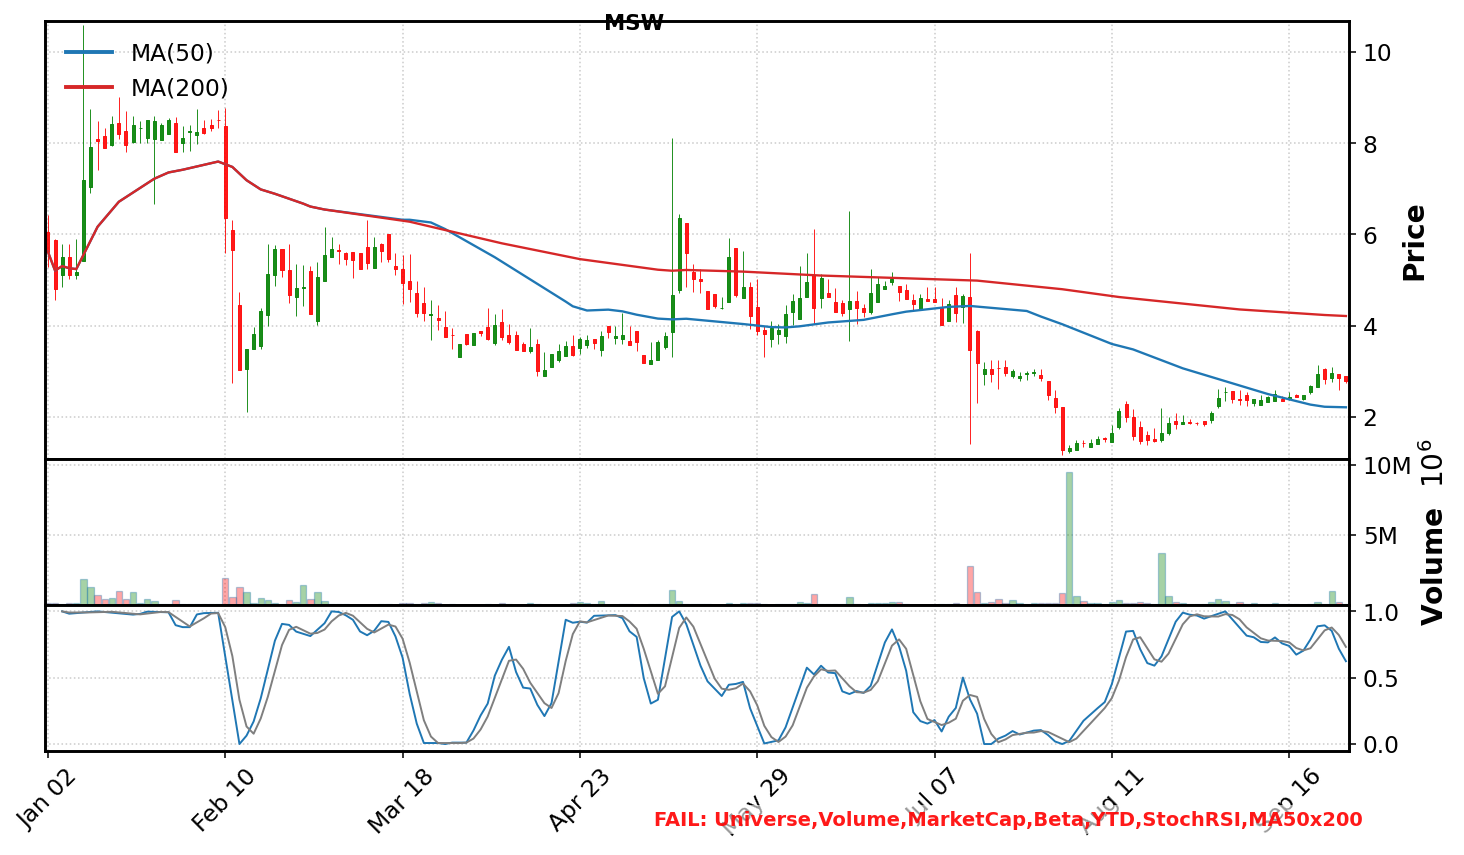 MSW
MA(50)
MA(200)
10
8
6
4
2
Price
10M
5M
Volume 10^6
1.0
0.5
0.0
Jan 02
Feb 10
Mar 18
Apr 23
May 29
Jul 07
Aug 11
Sep 16
FAIL: Universe,Volume,MarketCap,Beta,YTD,StochRSI,MA50x200